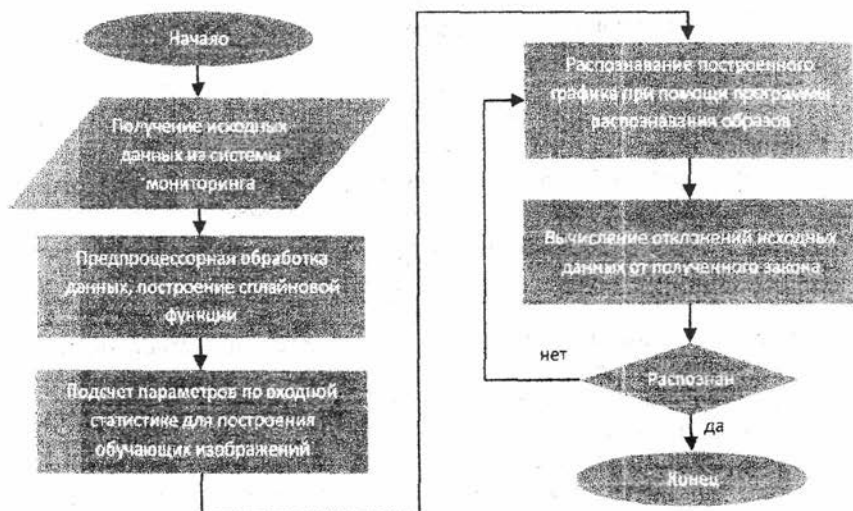 Начало
Получение исходных
данных из системы
мониторинга
Предпроцессорная обработка
данных, построение сплайновой
функции
Подсчет параметров по входной
статистике для построения
обучающих изображений
Распознавание построенного
графика при помощи программы
распознавания образов
Вычисление отклонений исходных
данных от полученного закона
нет
Распознан
да
Конец